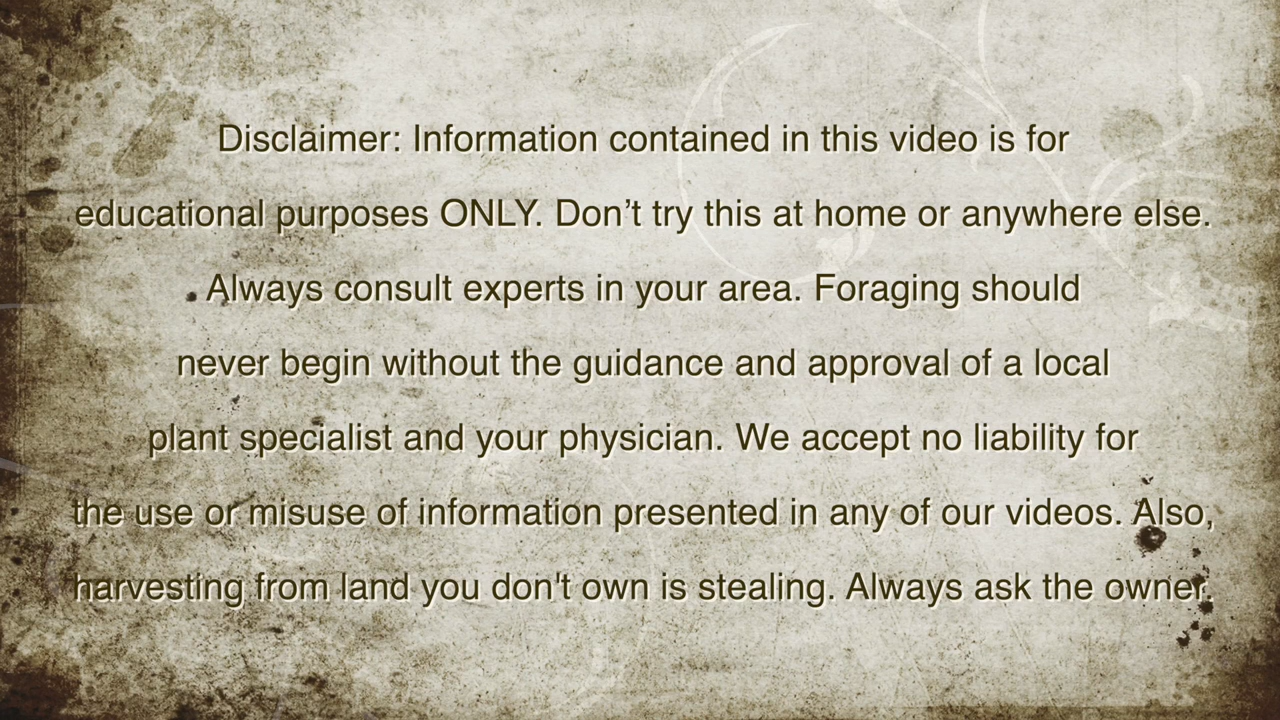 Disclaimer: Information contained in this video is for
educational purposes ONLY. Don’t try this at home or anywhere else.
Always consult experts in your area. Foraging should
never begin without the guidance and approval of a local
plant specialist and your physician. We accept no liability for
the use or misuse of information presented in any of our videos. Also,
harvesting from land you don't own is stealing. Always ask the owner.